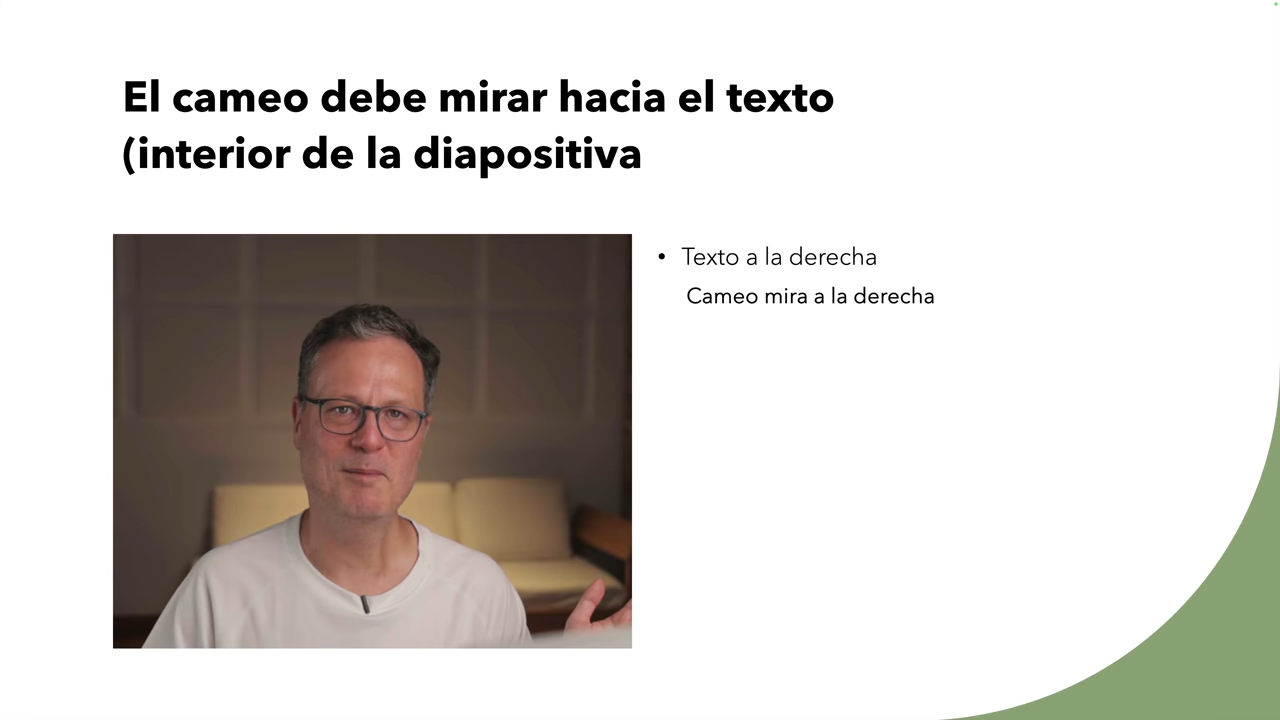 El cameo debe mirar hacia el texto
(interior de la diapositiva
• Texto a la derecha
Cameo mira a la derecha